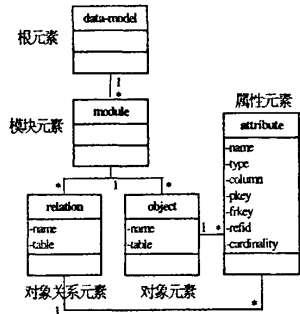 data-model
根元素
1
*
module
模块元素
属性元素
attribute
-name
-type
-column
-pkey
-frkey
-refid
-cardinality
*
1
*
relation
-name
-table
object
-name
-table
1
*
对象关系元素
对象元素
1
*